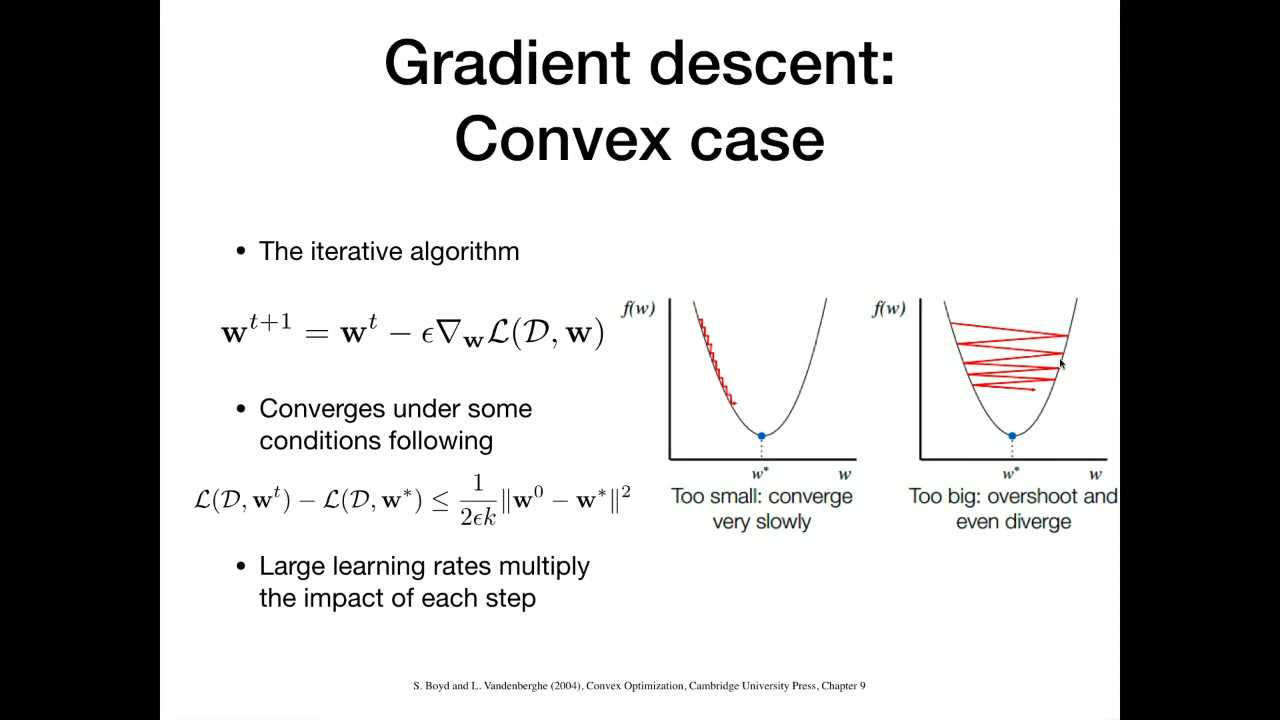 Gradient descent:
Convex case
• The iterative algorithm
w^{t+1} = w^t − ϵ∇_w ℒ(𝒟, w)
• Converges under some
conditions following
ℒ(𝒟, w^t) − ℒ(𝒟, w^*) ≤ \frac{1}{2ϵk} ‖w^0 − w^*‖^2
• Large learning rates multiply
the impact of each step
f(w)
w*
w
Too small: converge
very slowly
f(w)
w*
w
Too big: overshoot and
even diverge
S. Boyd and L. Vandenberghe (2004), Convex Optimization, Cambridge University Press, Chapter 9